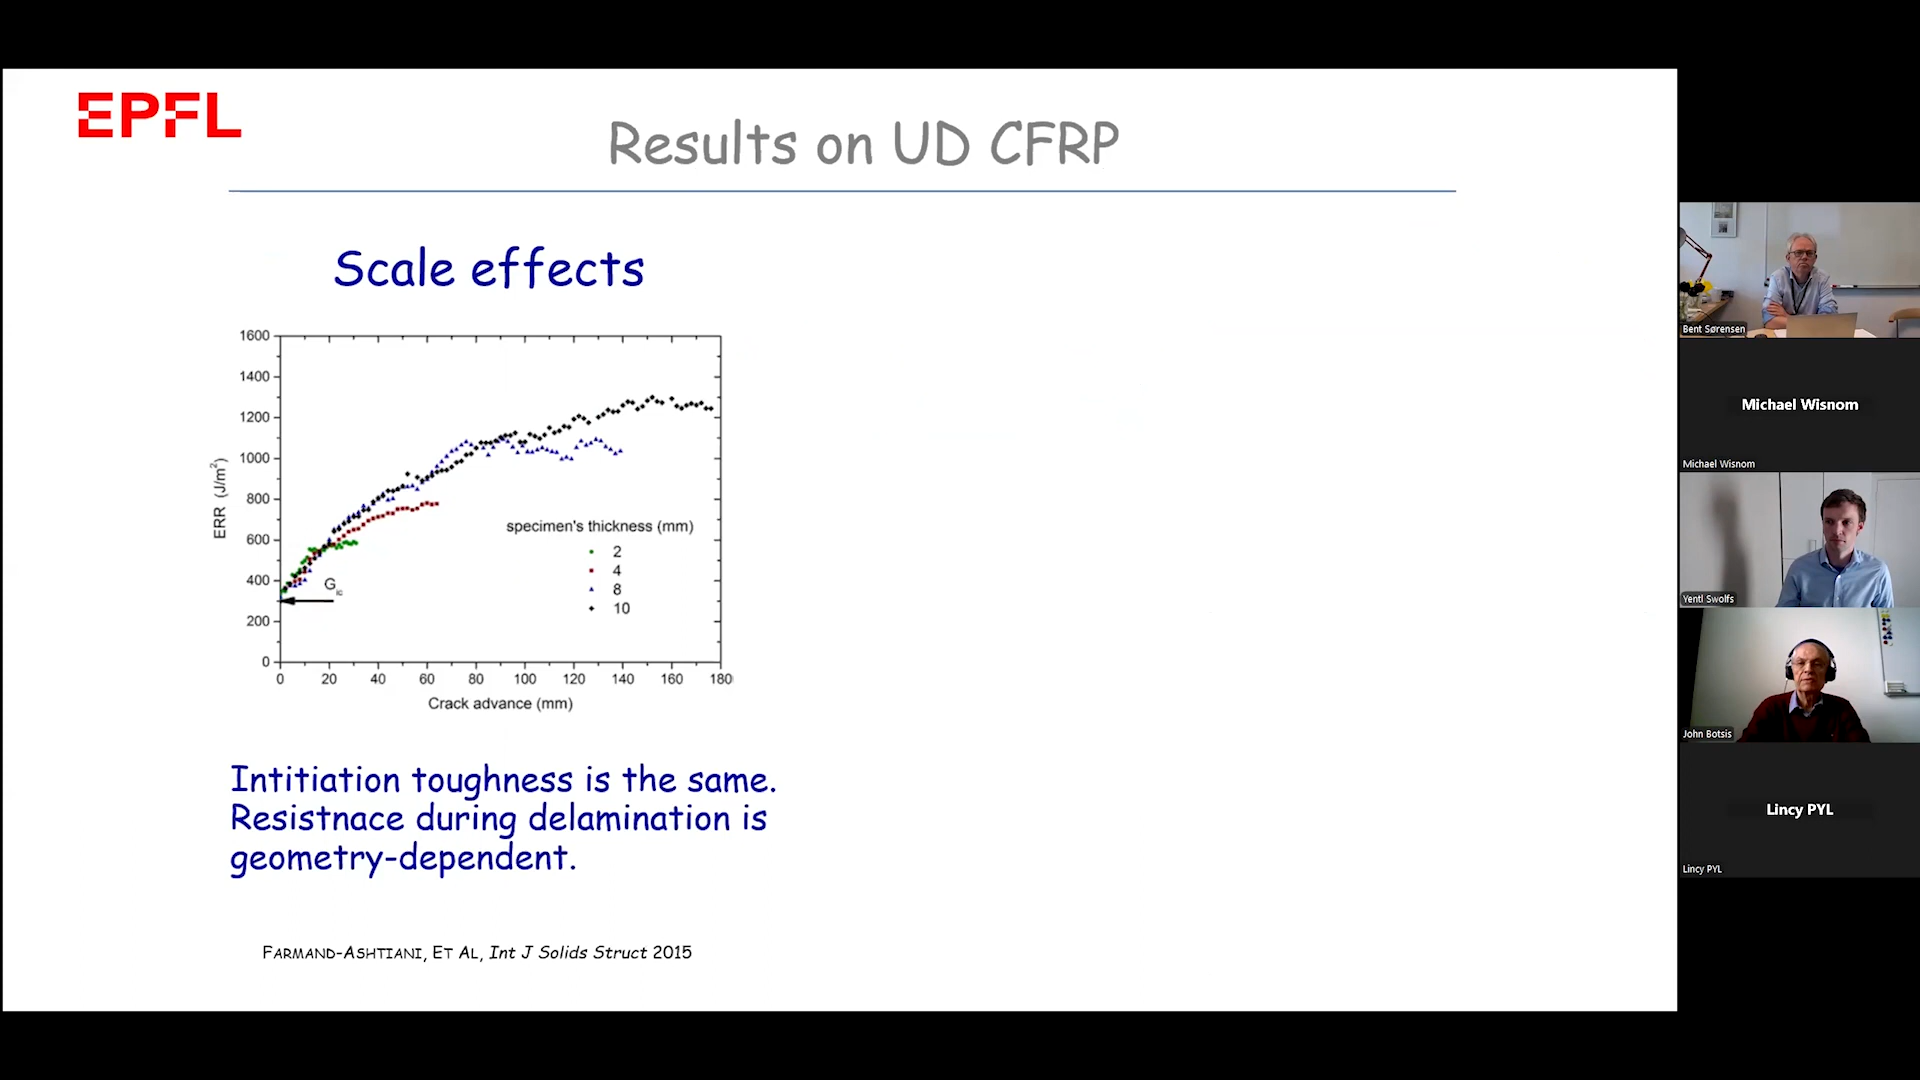 EPFL
Results on UD CFRP
Scale effects
1600
1400
1200
1000
800
600
400
200
0
ERR (J/m²)
G_ic
specimen's thickness (mm)
2
4
8
10
0 20 40 60 80 100 120 140 160 180
Crack advance (mm)
Intitiation toughness is the same.
Resistnace during delamination is
geometry-dependent.
FARMAND-ASHTIANI, ET AL, Int J Solids Struct 2015
Bent Sørensen
Michael Wisnom
Michael Wisnom
Yentl Swolfs
John Botsis
Lincy PYL
Lincy PYL